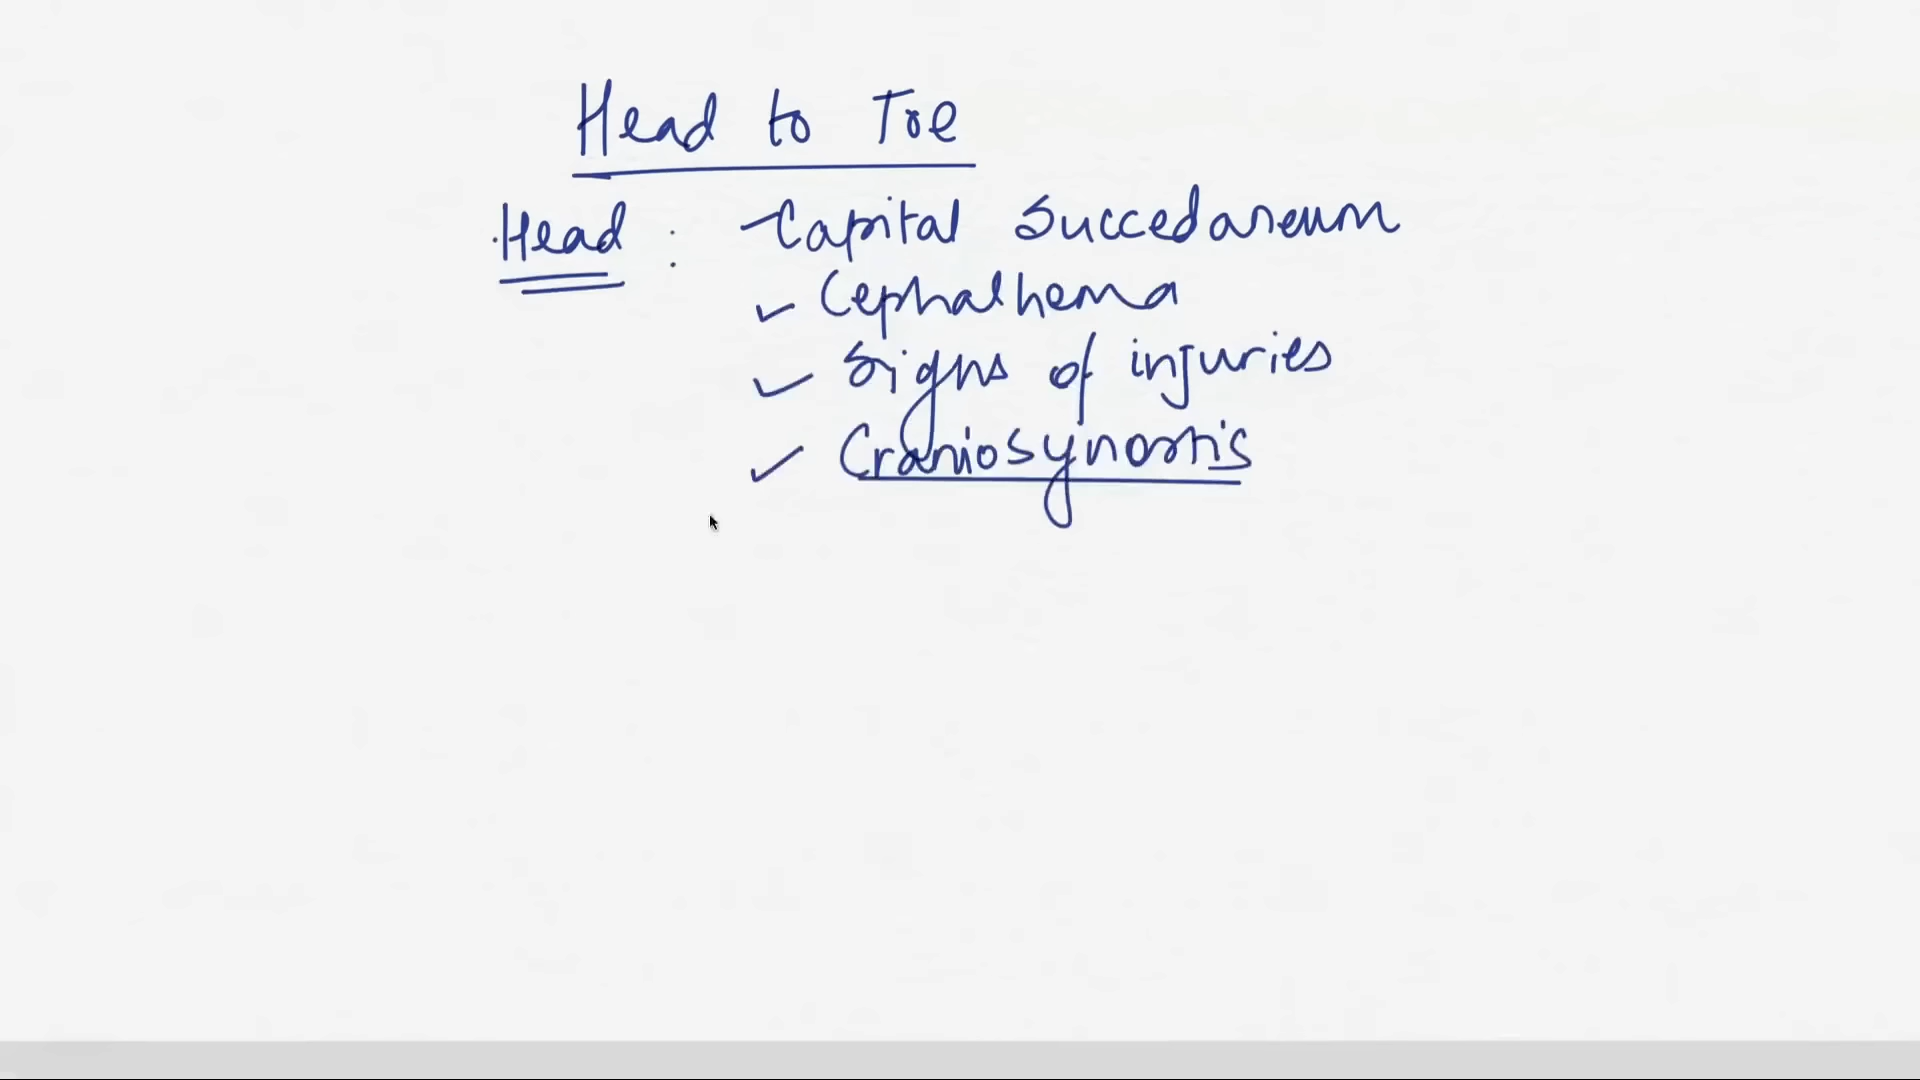 Head to Toe
Head : - Capital Succedaneum
✓ Cephalhema
✓ Signs of injuries
✓ Craniosynostis